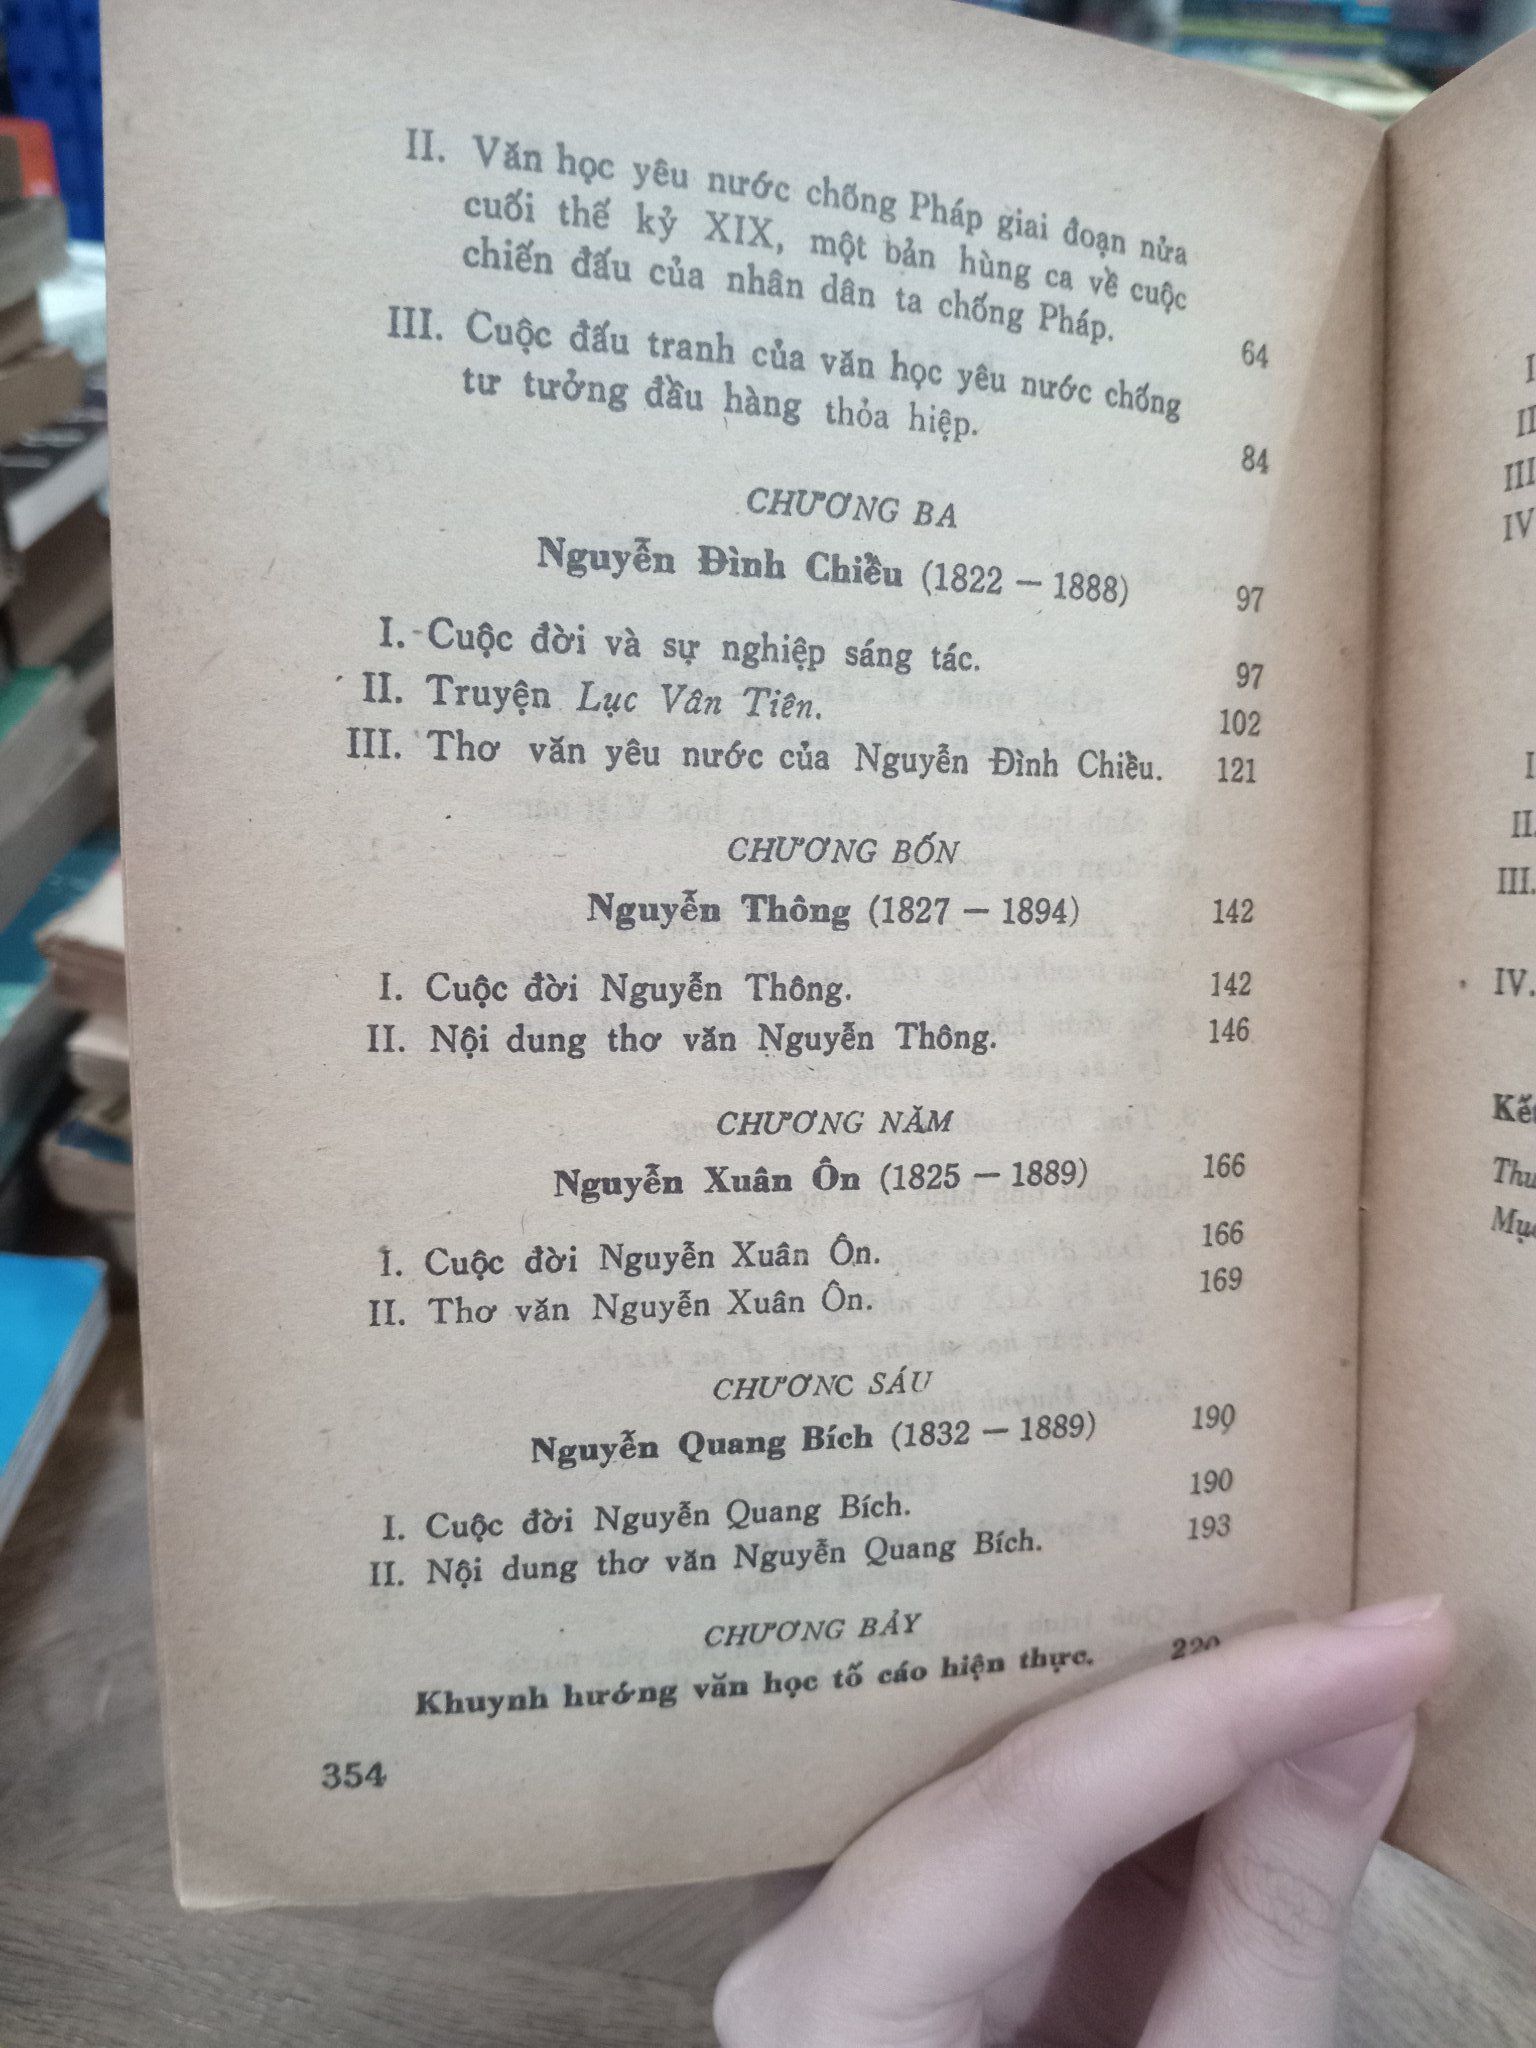 II. Văn học yêu nước chống Pháp giai đoạn nửa
cuối thế kỷ XIX, một bản hùng ca về cuộc
chiến đấu của nhân dân ta chống Pháp. 64
III. Cuộc đấu tranh của văn học yêu nước chống
tư tưởng đầu hàng thỏa hiệp. 84
CHƯƠNG BA
Nguyễn Đình Chiểu (1822 — 1888) 97
I. Cuộc đời và sự nghiệp sáng tác. 97
II. Truyện Lục Vân Tiên. 102
III. Thơ văn yêu nước của Nguyễn Đình Chiểu. 121
CHƯƠNG BỐN
Nguyễn Thông (1827 — 1894) 142
I. Cuộc đời Nguyễn Thông. 142
II. Nội dung thơ văn Nguyễn Thông. 146
CHƯƠNG NĂM
Nguyễn Xuân Ôn (1825 — 1889) 166
I. Cuộc đời Nguyễn Xuân Ôn. 166
II. Thơ văn Nguyễn Xuân Ôn. 169
CHƯƠNG SÁU
Nguyễn Quang Bích (1832 — 1889) 190
I. Cuộc đời Nguyễn Quang Bích. 190
II. Nội dung thơ văn Nguyễn Quang Bích. 193
CHƯƠNG BẢY
Khuynh hướng văn học tố cáo hiện thực. 220
354
III.
IV.